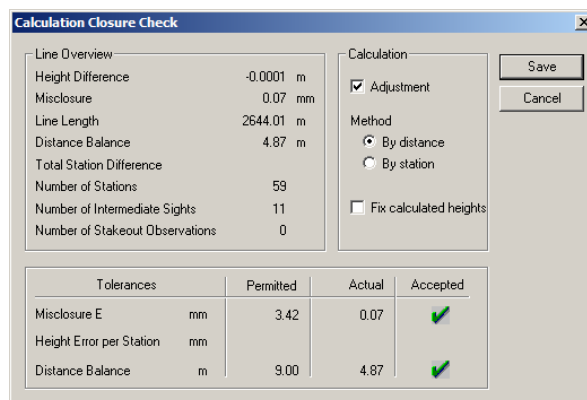 Calculation Closure Check
Line Overview
Height Difference -0.0001 m
Misclosure 0.07 mm
Line Length 2644.01 m
Distance Balance 4.87 m
Total Station Difference
Number of Stations 59
Number of Intermediate Sights 11
Number of Stakeout Observations 0
Calculation
Adjustment
Method
By distance
By station
Fix calculated heights
Save
Cancel
Tolerances Permitted Actual Accepted
Misclosure E mm 3.42 0.07
Height Error per Station mm
Distance Balance m 9.00 4.87